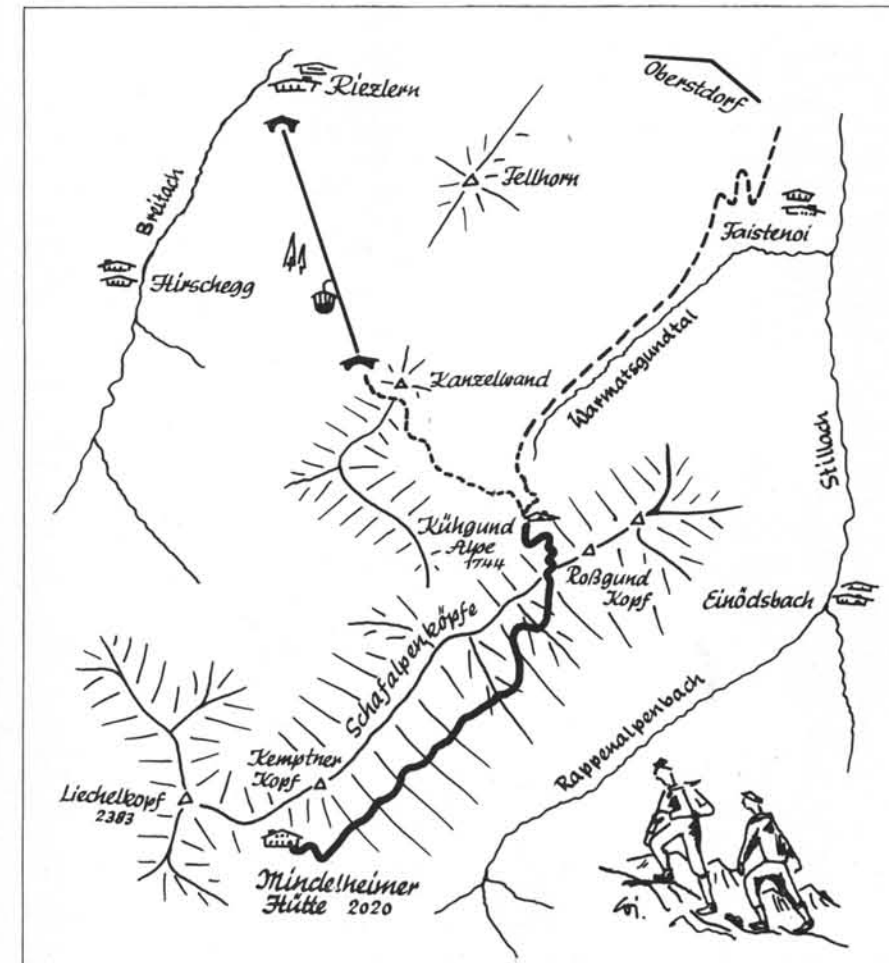 Riezlern
Oberstdorf
Fellhorn
Breitach
Faistenoi
Hirschegg
Warmatsgundtal
Kanzelwand
Stillach
Kühgund
Alpe
1744
Roßgund
Kopf
Einödsbach
Schafalpenköpfe
Rappenalpenbach
Kemptner
Kopf
Liechelkopf
2383
Mindelheimer
Hütte 2020